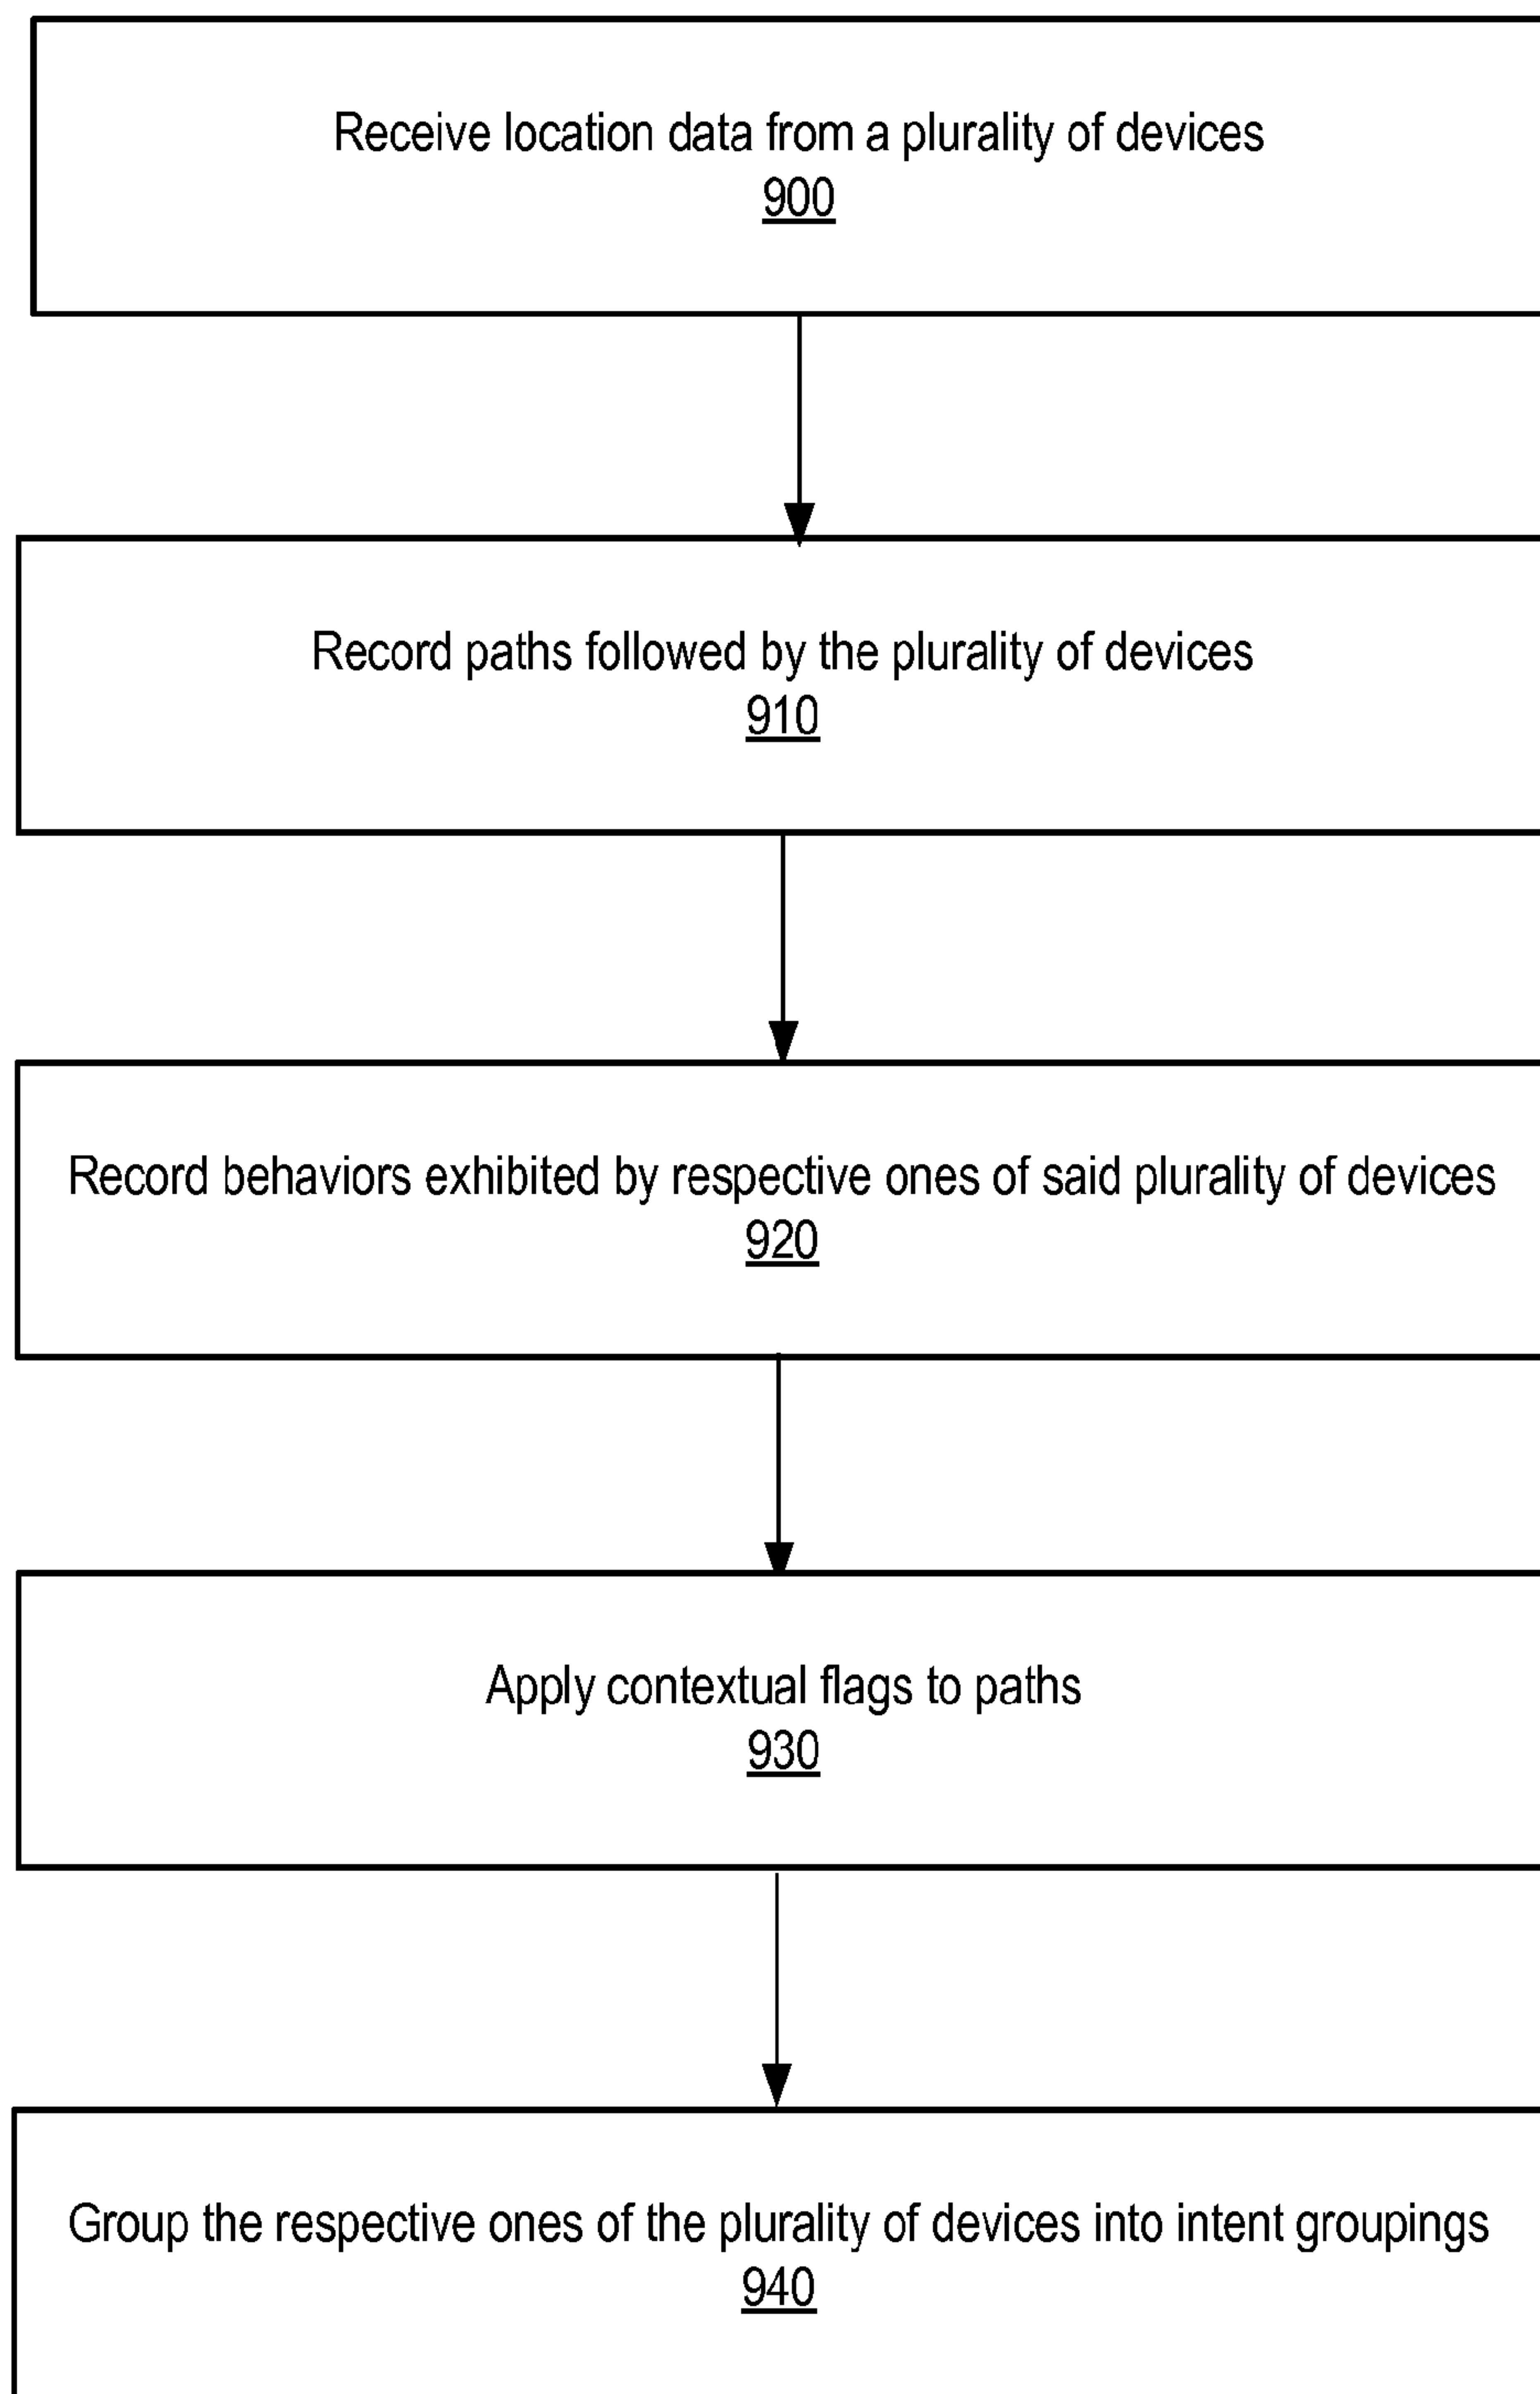 Receive location data from a plurality of devices
900
Record paths followed by the plurality of devices
910
Record behaviors exhibited by respective ones of said plurality of devices
920
Apply contextual flags to paths
930
Group the respective ones of the plurality of devices into intent groupings
940